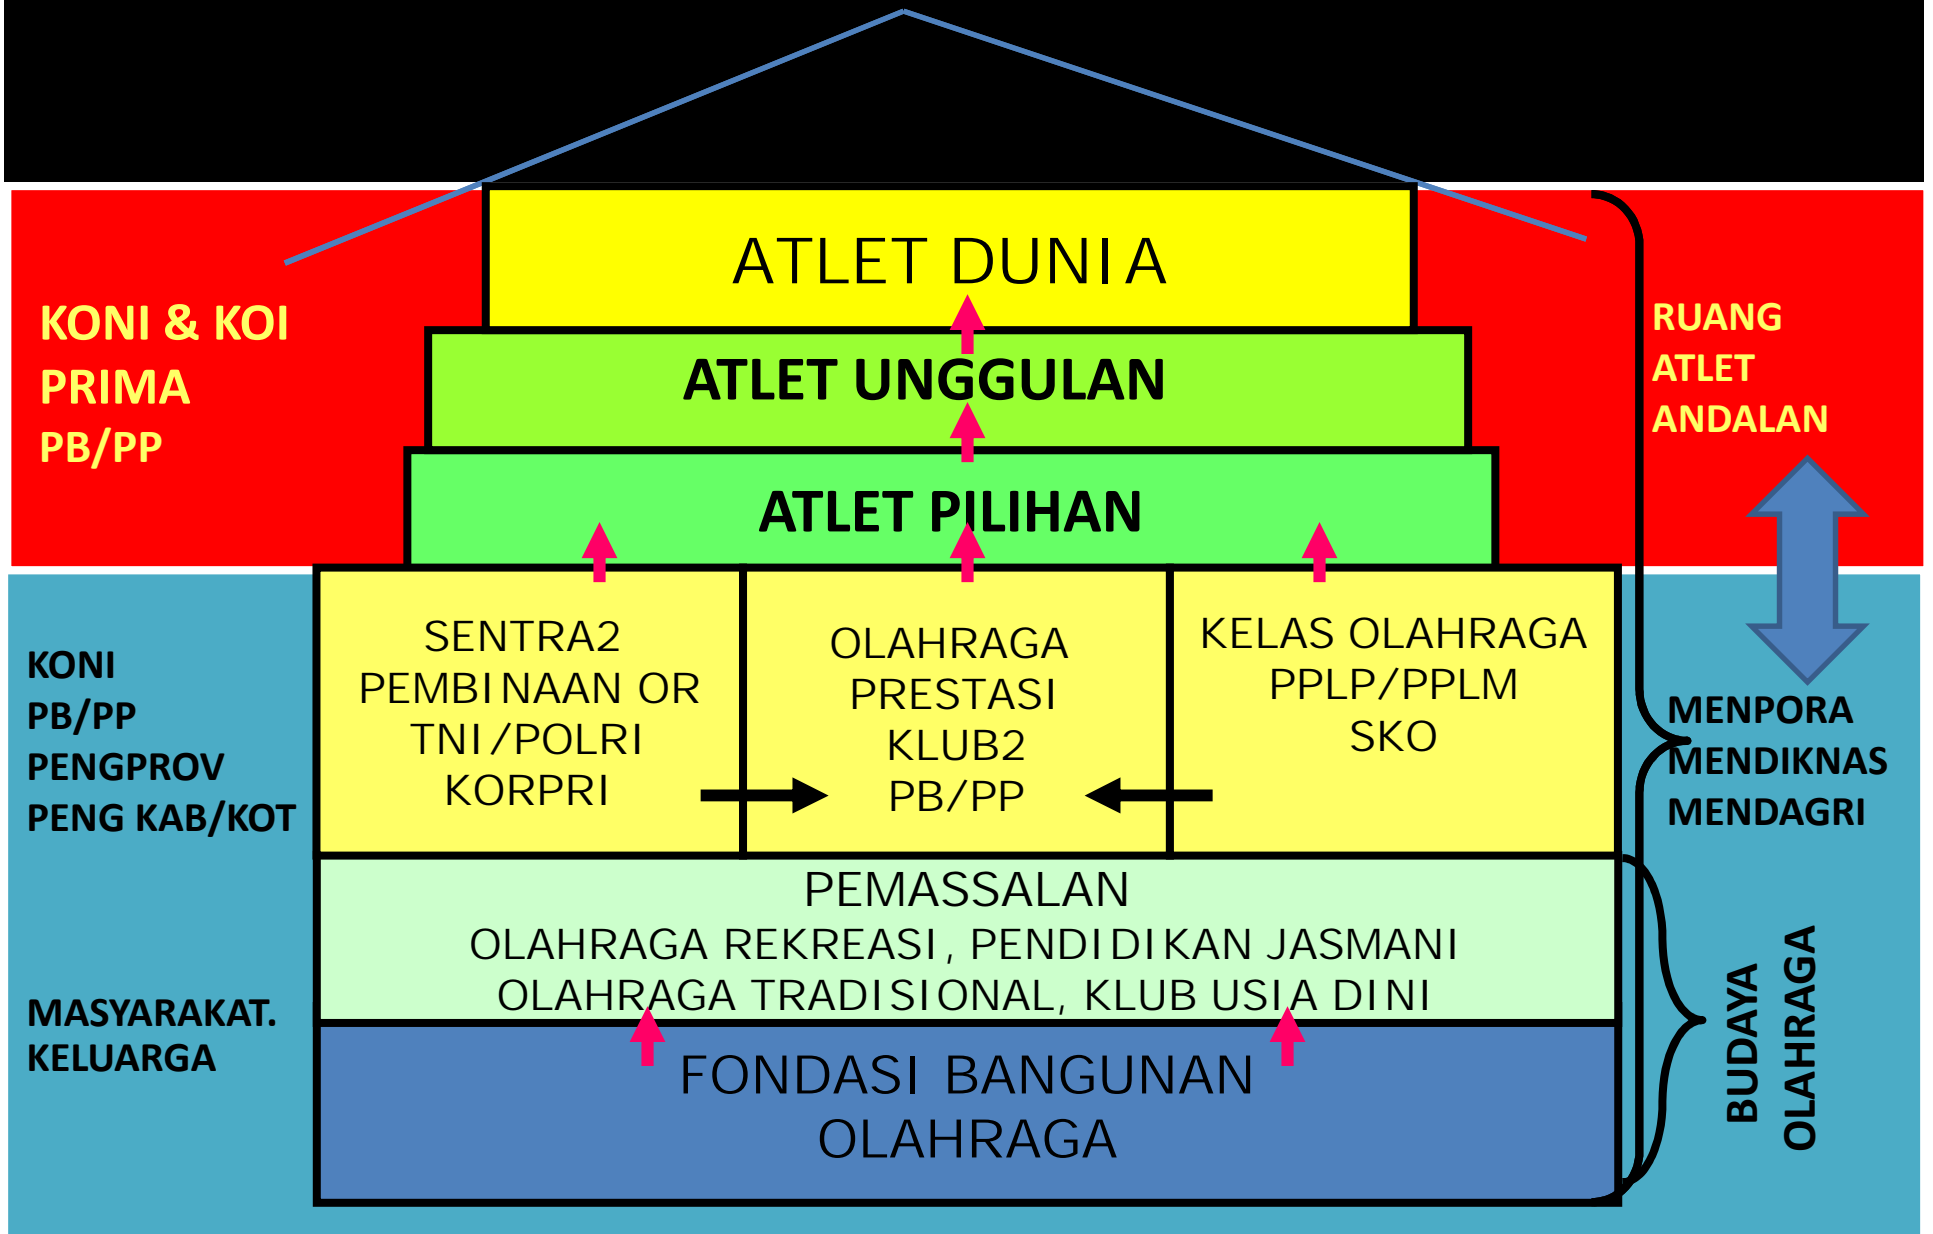 ATLET DUNIA
KONI & KOI
PRIMA
PB/PP
RUANG
ATLET
ANDALAN
ATLET UNGGULAN
ATLET PILIHAN
KONI
PB/PP
PENGPROV
PENG KAB/KOT
SENTRA2
PEMBINAAN OR
TNI/POLRI
KORPRI
OLAHRAGA
PRESTASI
KLUB2
PB/PP
KELAS OLAHRAGA
PPLP/PPLM
SKO
MENPORA
MENDIKNAS
MENDAGRI
PEMASSALAN
OLAHRAGA REKREASI, PENDIDIKAN JASMANI
OLAHRAGA TRADISIONAL, KLUB USIA DINI
MASYARAKAT.
KELUARGA
FONDASI BANGUNAN
OLAHRAGA
BUDAYA
OLAHRAGA